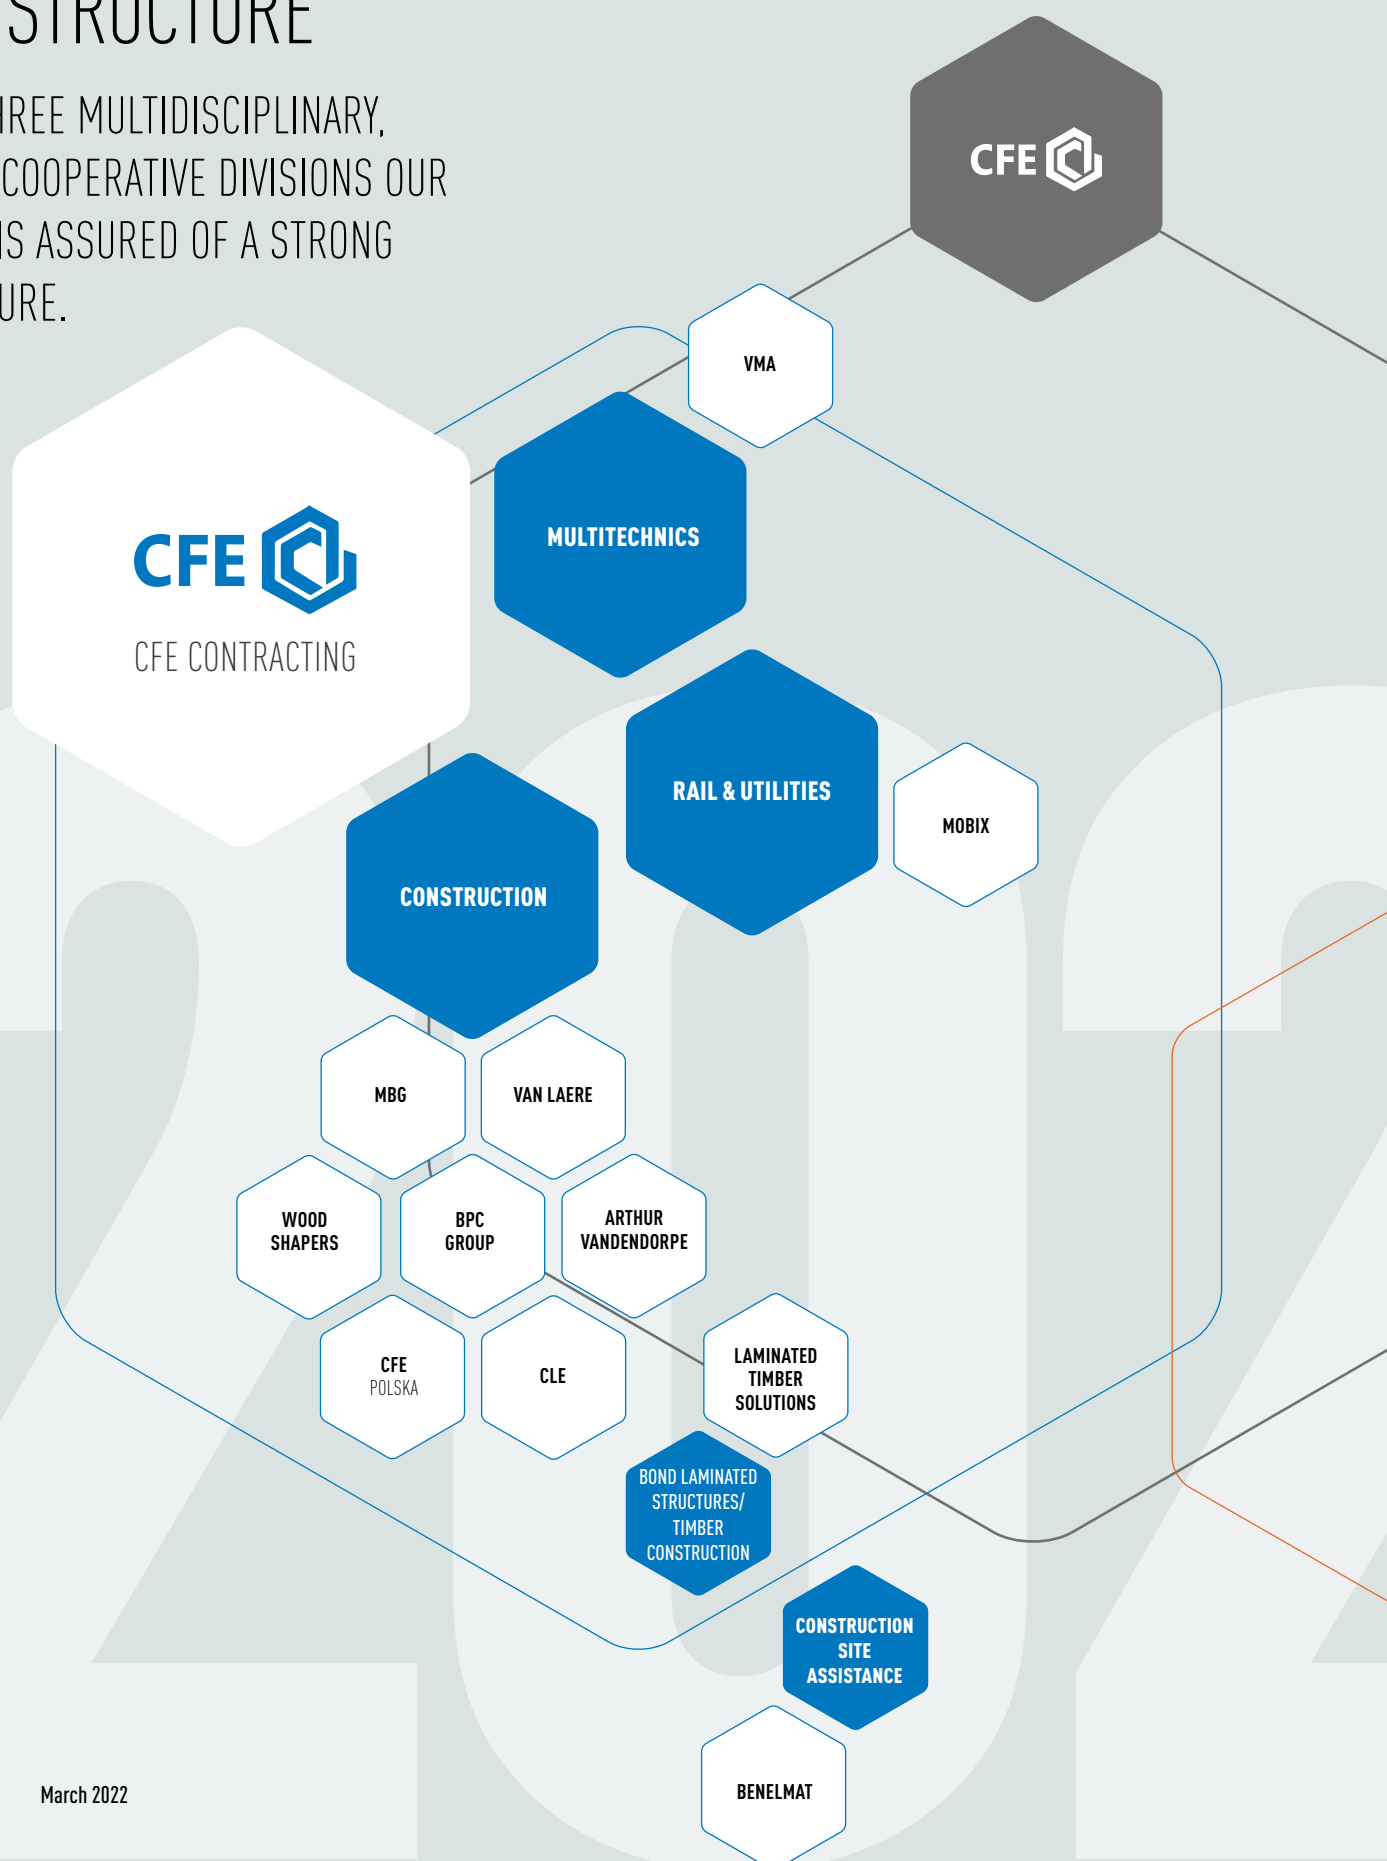 STRUCTURE
HREE MULTIDISCIPLINARY,
COOPERATIVE DIVISIONS OUR
IS ASSURED OF A STRONG
URE.
CFE
VMA
MULTITECHNICS
CFE
CFE CONTRACTING
RAIL & UTILITIES
MOBIX
CONSTRUCTION
MBG
VAN LAERE
WOOD
SHAPERS
BPC
GROUP
ARTHUR
VANDENDORPE
CFE
POLSKA
CLE
LAMINATED
TIMBER
SOLUTIONS
BOND LAMINATED
STRUCTURES/
TIMBER
CONSTRUCTION
CONSTRUCTION
SITE
ASSISTANCE
BENELMAT
March 2022
202